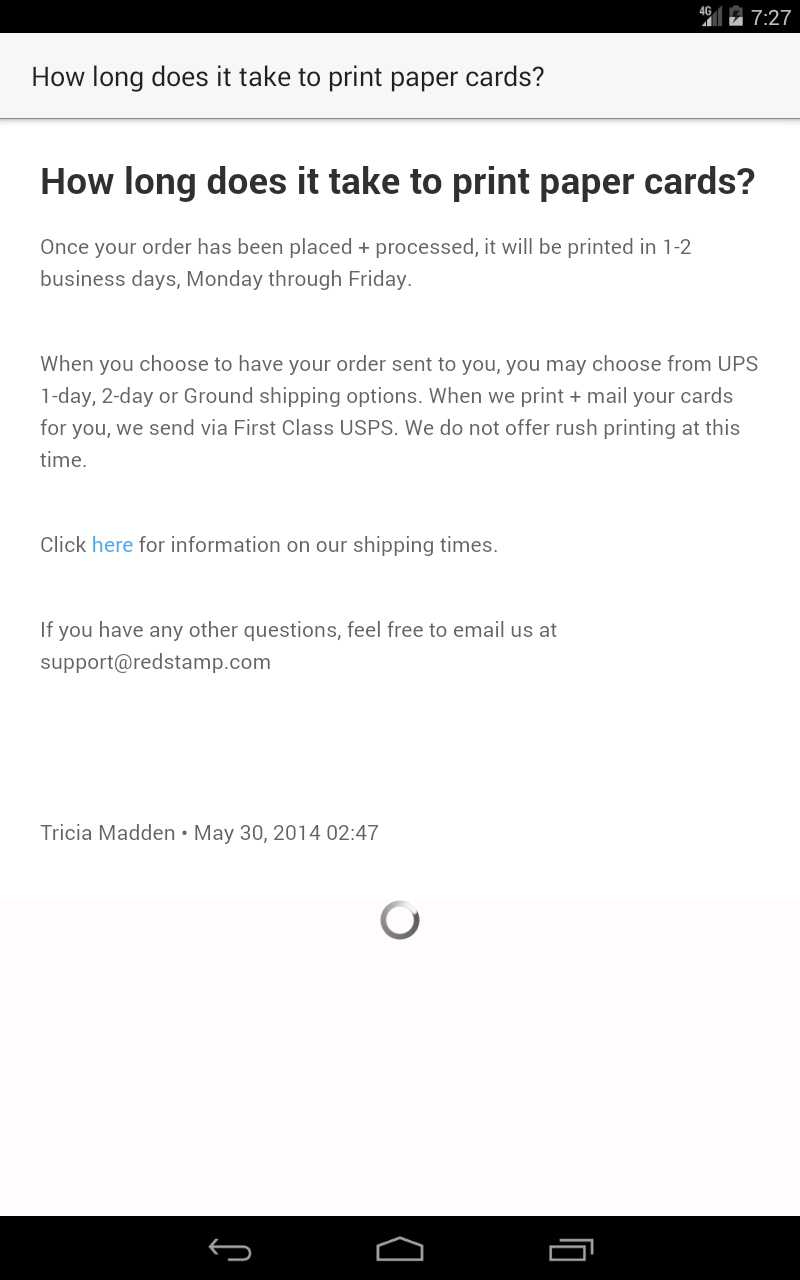 4G 7:27
How long does it take to print paper cards?
How long does it take to print paper cards?
Once your order has been placed + processed, it will be printed in 1-2
business days, Monday through Friday.
When you choose to have your order sent to you, you may choose from UPS
1-day, 2-day or Ground shipping options. When we print + mail your cards
for you, we send via First Class USPS. We do not offer rush printing at this
time.
Click here for information on our shipping times.
If you have any other questions, feel free to email us at
support@redstamp.com
Tricia Madden • May 30, 2014 02:47